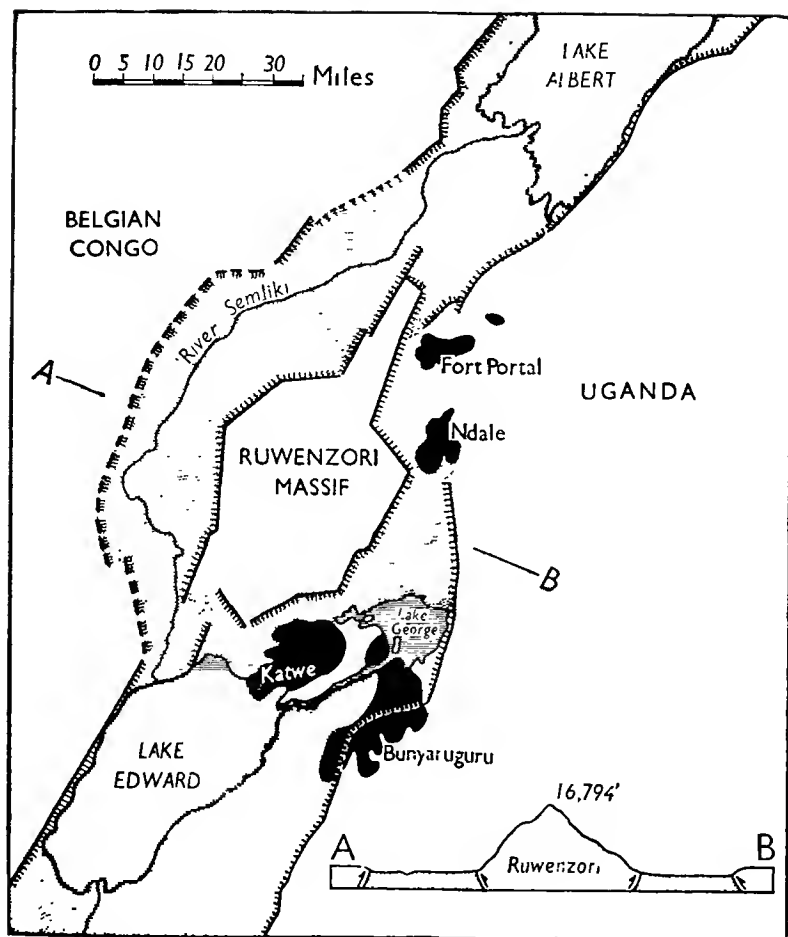 0 5 10 15 20 30 Miles
LAKE
ALBERT
BELGIAN
CONGO
River Semliki
A
Fort Portal
UGANDA
Ndale
RUWENZORI
MASSIF
B
Lake
George
Katwe
LAKE
EDWARD
Bunyaruguru
16,794'
A
B
Ruwenzori